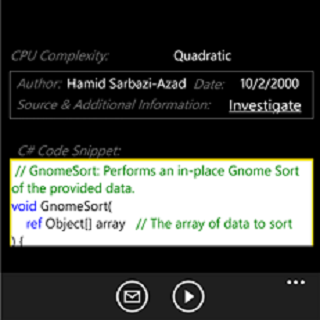 CPU Complexity: Quadratic
Author: Hamid Sarbazi-Azad Date: 10/2/2000
Source & Additional Information: Investigate
C# Code Snippet:
// GnomeSort: Performs an in-place Gnome Sort
of the provided data.
void GnomeSort(
ref Object[] array // The array of data to sort
) {